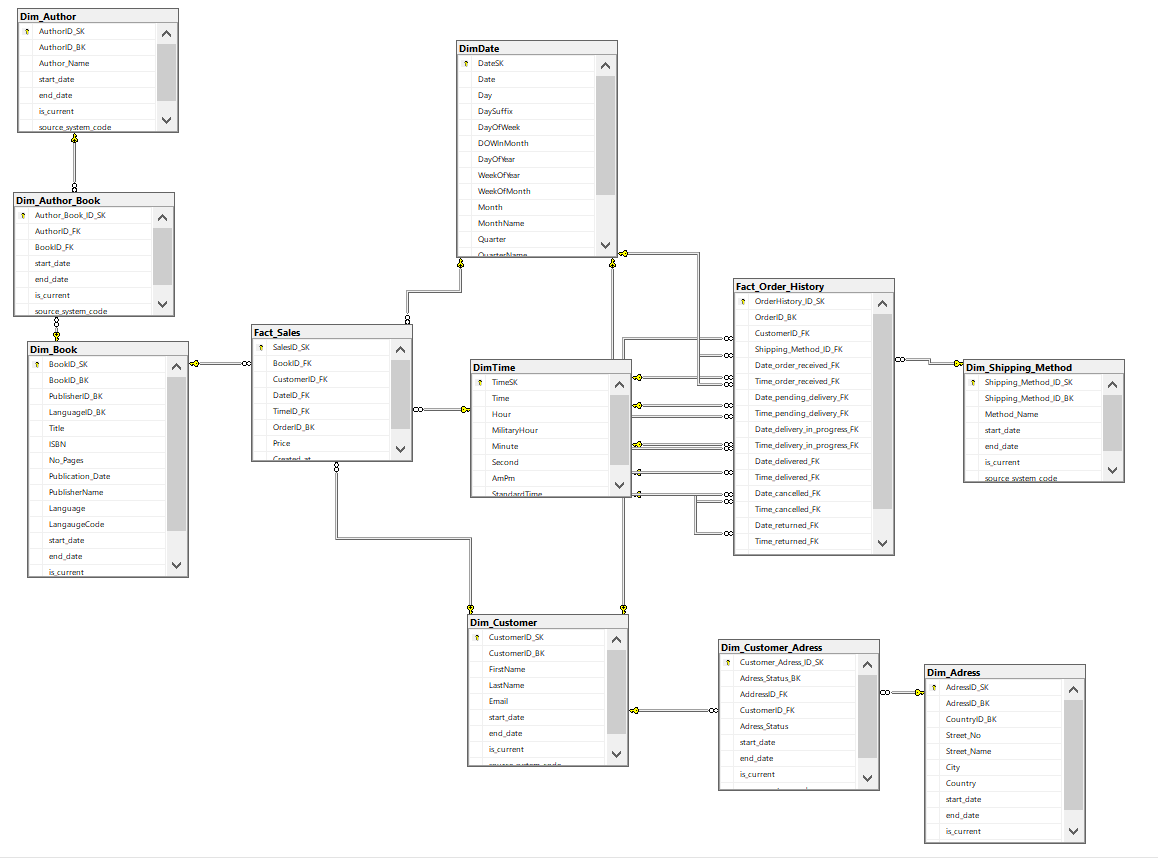 Dim_Author
AuthorID_SK
AuthorID_BK
Author_Name
start_date
end_date
is_current
source_system_code
Dim_Author_Book
Author_Book_ID_SK
AuthorID_FK
BookID_FK
start_date
end_date
is_current
source_system_code
Dim_Book
BookID_SK
BookID_BK
PublisherID_BK
LanguageID_BK
Title
ISBN
No_Pages
Publication_Date
PublisherName
Language
LangaugeCode
start_date
end_date
is_current
Fact_Sales
SalesID_SK
BookID_FK
CustomerID_FK
DateID_FK
TimeID_FK
OrderID_BK
Price
Created_at
DimDate
DateSK
Date
Day
DaySuffix
DayOfWeek
DOWInMonth
DayOfYear
WeekOfYear
WeekOfMonth
Month
MonthName
Quarter
QuarterName
DimTime
TimeSK
Time
Hour
MilitaryHour
Minute
Second
AmPm
StandardTime
Fact_Order_History
OrderHistory_ID_SK
OrderID_BK
CustomerID_FK
Shipping_Method_ID_FK
Date_order_received_FK
Time_order_received_FK
Date_pending_delivery_FK
Time_pending_delivery_FK
Date_delivery_in_progress_FK
Time_delivery_in_progress_FK
Date_delivered_FK
Time_delivered_FK
Date_cancelled_FK
Time_cancelled_FK
Date_returned_FK
Time_returned_FK
Dim_Shipping_Method
Shipping_Method_ID_SK
Shipping_Method_ID_BK
Method_Name
start_date
end_date
is_current
source_system_code
Dim_Customer
CustomerID_SK
CustomerID_BK
FirstName
LastName
Email
start_date
end_date
is_current
source_system_code
Dim_Customer_Adress
Customer_Adress_ID_SK
Adress_Status_BK
AddressID_FK
CustomerID_FK
Adress_Status
start_date
end_date
is_current
Dim_Adress
AdressID_SK
AdressID_BK
CountryID_BK
Street_No
Street_Name
City
Country
start_date
end_date
is_current